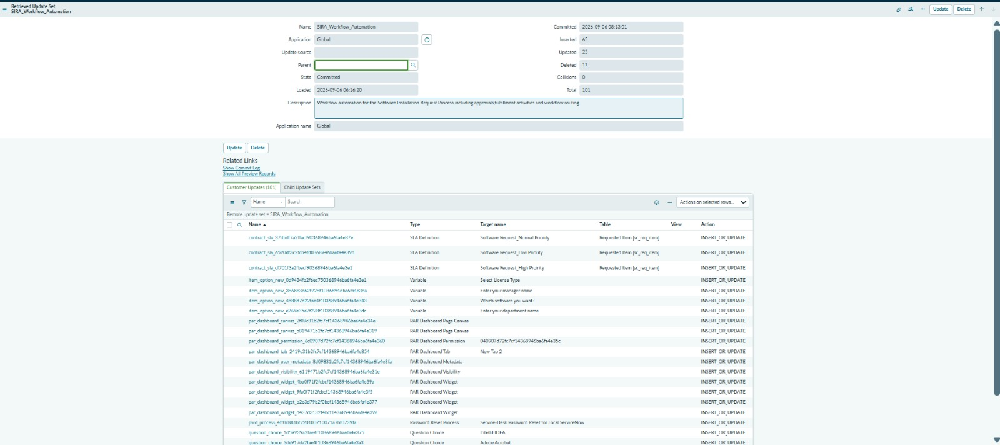 Retrieved Update Set
SIRA_Workflow_Automation
Update Delete
Name SIRA_Workflow_Automation Committed 2026-09-06 08:13:01
Application Global Inserted 65
Update source Updated 25
Parent Deleted 11
State Committed Collisions 0
Loaded 2026-09-06 06:16:20 Total 101
Description Workflow automation for the Software Installation Request Process including approvals,fulfillment activities and workflow routing.
Application name Global
Update Delete
Related Links
Show Commit Log
Show All Preview Records
Customer Updates (101) Child Update Sets
Name Search Actions on selected rows...
Remote update set = SIRA_Workflow_Automation
Name Type Target name Table View Action
contract_sla_37d5df7a2ffacf90368946ba6fa4e37e SLA Definition Software Request_Normal Priority Requested Item [sc_req_item] INSERT_OR_UPDATE
contract_sla_6590df3c2fcb4fd0368946ba6fa4e39d SLA Definition Software Request_Low Priority Requested Item [sc_req_item] INSERT_OR_UPDATE
contract_sla_cf701f3a2fbacf90368946ba6fa4e3e2 SLA Definition Software Request_High Proirity Requested Item [sc_req_item] INSERT_OR_UPDATE
item_option_new_0d9434fb2f6ec750368946ba6fa4e3e1 Variable Select License Type INSERT_OR_UPDATE
item_option_new_3868e3d62f228f10368946ba6fa4e3da Variable Enter your manager name INSERT_OR_UPDATE
item_option_new_4b88d7d22fae4f10368946ba6fa4e343 Variable Which software you want? INSERT_OR_UPDATE
item_option_new_e269e35a2f228f10368946ba6fa4e3dc Variable Enter your department name INSERT_OR_UPDATE
par_dashboard_canvas_2f09c31b2fc7cf14368946ba6fa4e34e PAR Dashboard Page Canvas INSERT_OR_UPDATE
par_dashboard_canvas_b819471b2fc7cf14368946ba6fa4e319 PAR Dashboard Page Canvas INSERT_OR_UPDATE
par_dashboard_permission_6c0907d72fc7cf14368946ba6fa4e360 PAR Dashboard Permission 040907d72fc7cf14368946ba6fa4e35c INSERT_OR_UPDATE
par_dashboard_tab_2419c31b2fc7cf14368946ba6fa4e354 PAR Dashboard Tab New Tab 2 INSERT_OR_UPDATE
par_dashboard_user_metadata_8d09831b2fc7cf14368946ba6fa4e3fa PAR Dashboard Metadata INSERT_OR_UPDATE
par_dashboard_visibility_6119471b2fc7cf14368946ba6fa4e31e PAR Dashboard Visibility INSERT_OR_UPDATE
par_dashboard_widget_4ba0f71f2fcbcf14368946ba6fa4e39a PAR Dashboard Widget INSERT_OR_UPDATE
par_dashboard_widget_9fa0f71f2fcbcf14368946ba6fa4e3f5 PAR Dashboard Widget INSERT_OR_UPDATE
par_dashboard_widget_b2e3d79b2f0bcf14368946ba6fa4e377 PAR Dashboard Widget INSERT_OR_UPDATE
par_dashboard_widget_d437d3132f4bcf14368946ba6fa4e396 PAR Dashboard Widget INSERT_OR_UPDATE
pwd_process_4ff0c881bf220100710071a7bf0739fa Password Reset Process Service-Desk Password Reset for Local ServiceNow INSERT_OR_UPDATE
question_choice_1d59939a2fae4f10368946ba6fa4e375 Question Choice IntelliJ IDEA INSERT_OR_UPDATE
question_choice_3de917da2fae4f10368946ba6fa4e3a3 Question Choice Adobe Acrobat INSERT_OR_UPDATE